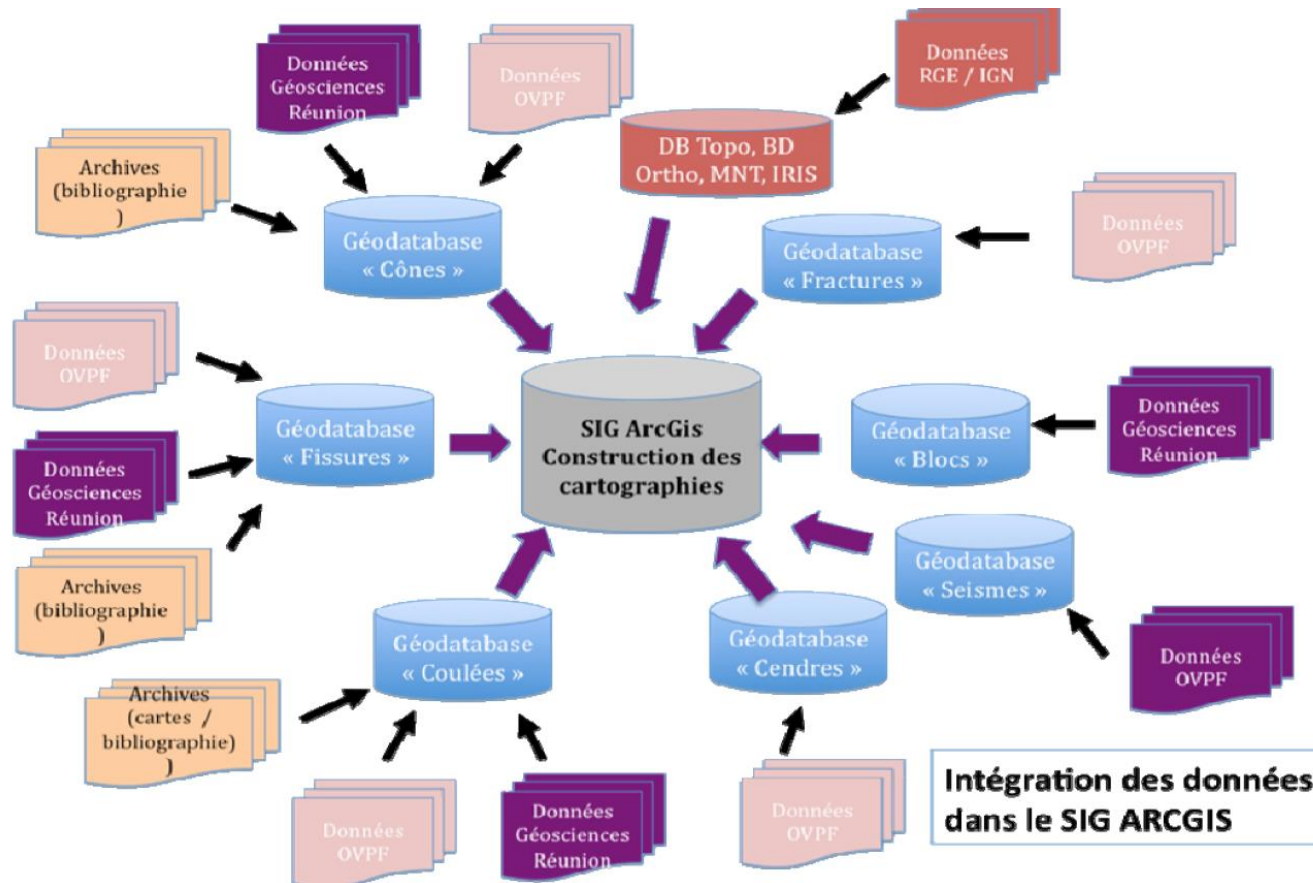 Données
Géosciences
Réunion
Données
OVPF
Données
RGE / IGN
Archives
(bibliographie
)
DB Topo, BD
Ortho, MNT, IRIS
Géodatabase
« Cônes »
Géodatabase
« Fractures »
Données
OVPF
Données
OVPF
Géodatabase
« Fissures »
SIG ArcGis
Construction des
cartographies
Géodatabase
« Blocs »
Données
Géosciences
Réunion
Données
Géosciences
Réunion
Géodatabase
« Seismes »
Archives
(bibliographie
)
Géodatabase
« Coulées »
Géodatabase
« Cendres »
Données
OVPF
Archives
(cartes /
bibliographie)
)
Données
OVPF
Données
Géosciences
Réunion
Données
OVPF
Intégration des données
dans le SIG ARCGIS